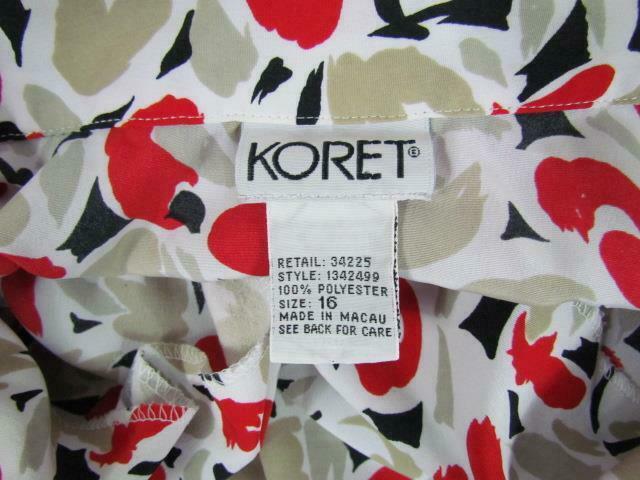 KORET®
RETAIL: 34225
STYLE: 1342499
100% POLYESTER
SIZE: 16
MADE IN MACAU
SEE BACK FOR CARE